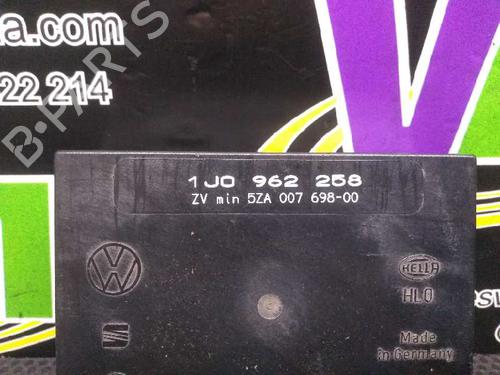 a.com
22 214
B-PARTS
1J0 962 258
ZV min 5ZA 007 698-00
HELLA
HLO
Made
in Germany